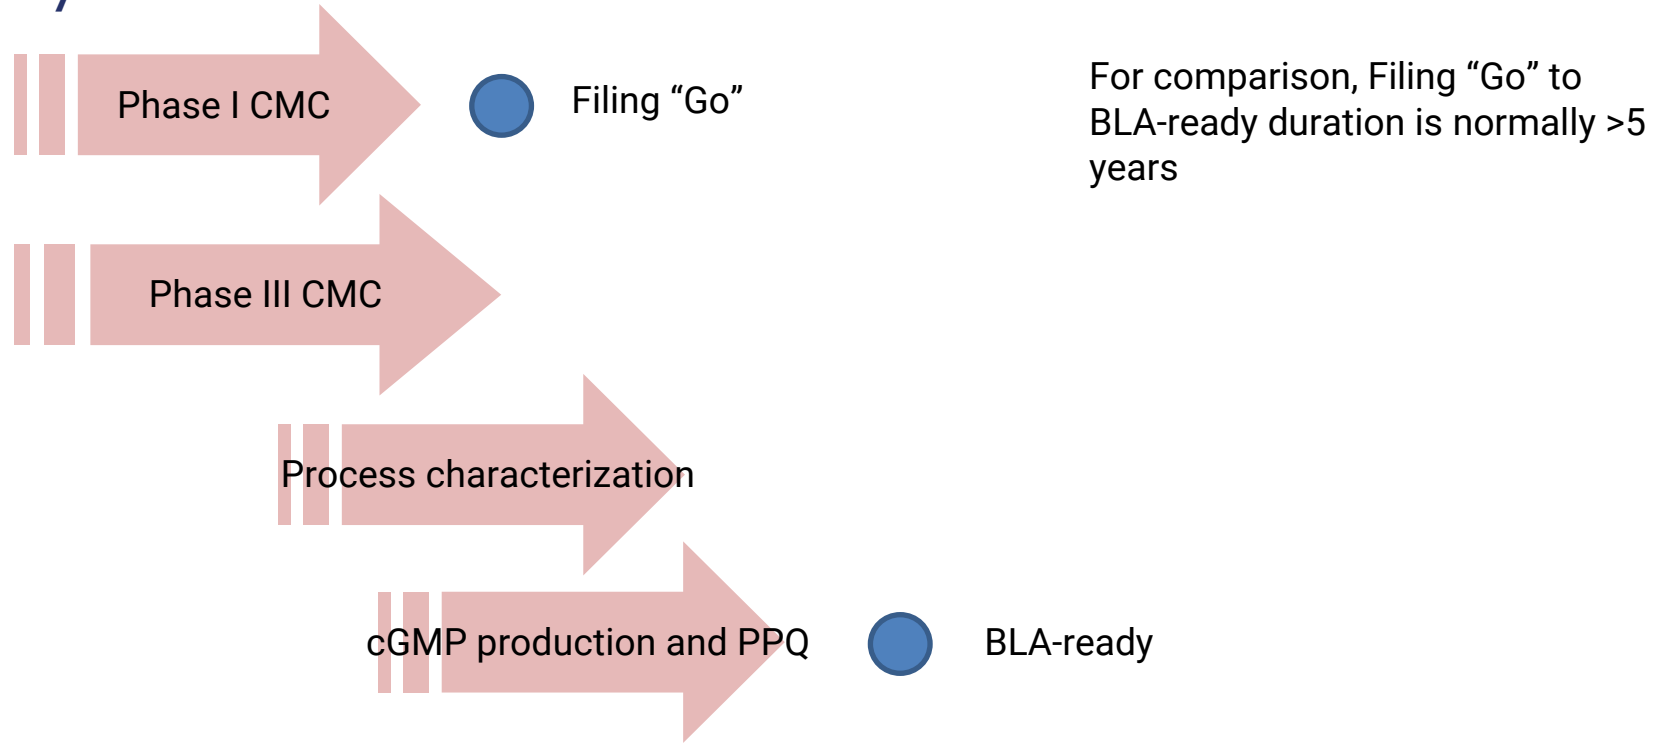 Phase I CMC
Filing “Go”
For comparison, Filing “Go” to
BLA-ready duration is normally >5
years
Phase III CMC
Process characterization
cGMP production and PPQ
BLA-ready